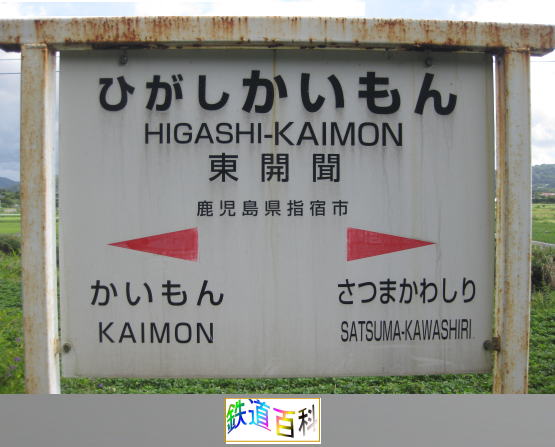 ひがしかいもん
HIGASHI-KAIMON
東開聞
鹿児島県指宿市
かいもん
KAIMON
さつまかわしり
SATSUMA-KAWASHIRI
鉄道百科